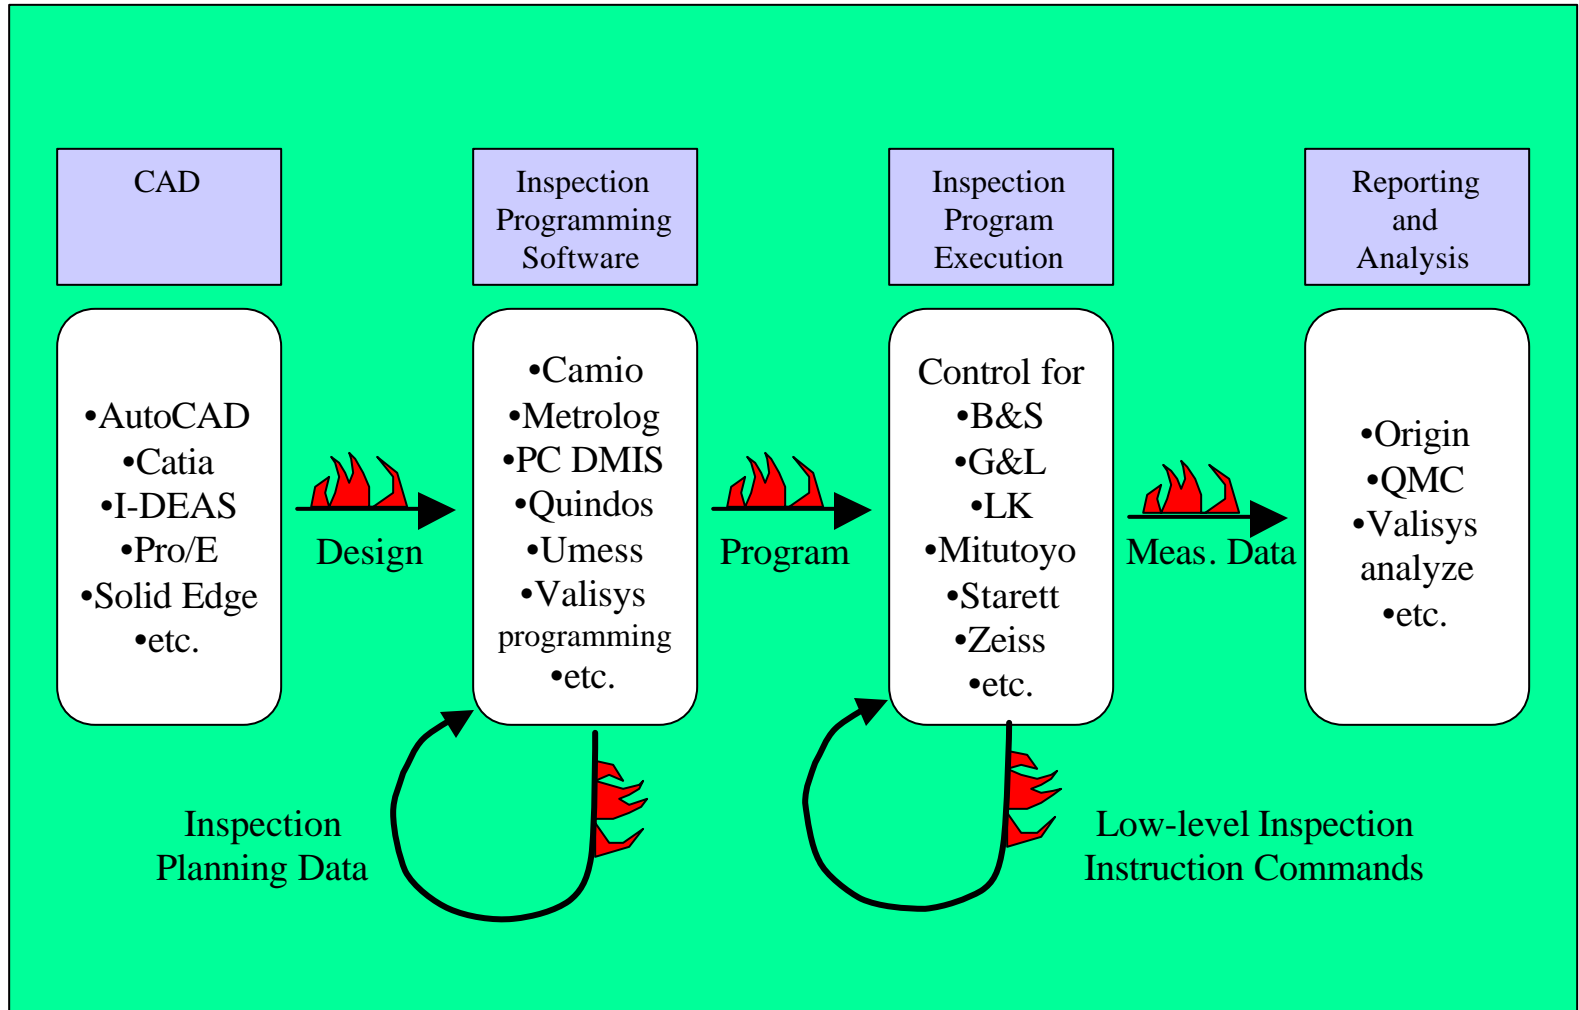 CAD
Inspection
Programming
Software
Inspection
Program
Execution
Reporting
and
Analysis
•AutoCAD
•Catia
•I-DEAS
•Pro/E
•Solid Edge
•etc.
Design
•Camio
•Metrolog
•PC DMIS
•Quindos
•Umess
•Valisys
programming
•etc.
Program
Control for
•B&S
•G&L
•LK
•Mitutoyo
•Starett
•Zeiss
•etc.
Meas. Data
•Origin
•QMC
•Valisys
analyze
•etc.
Inspection
Planning Data
Low-level Inspection
Instruction Commands